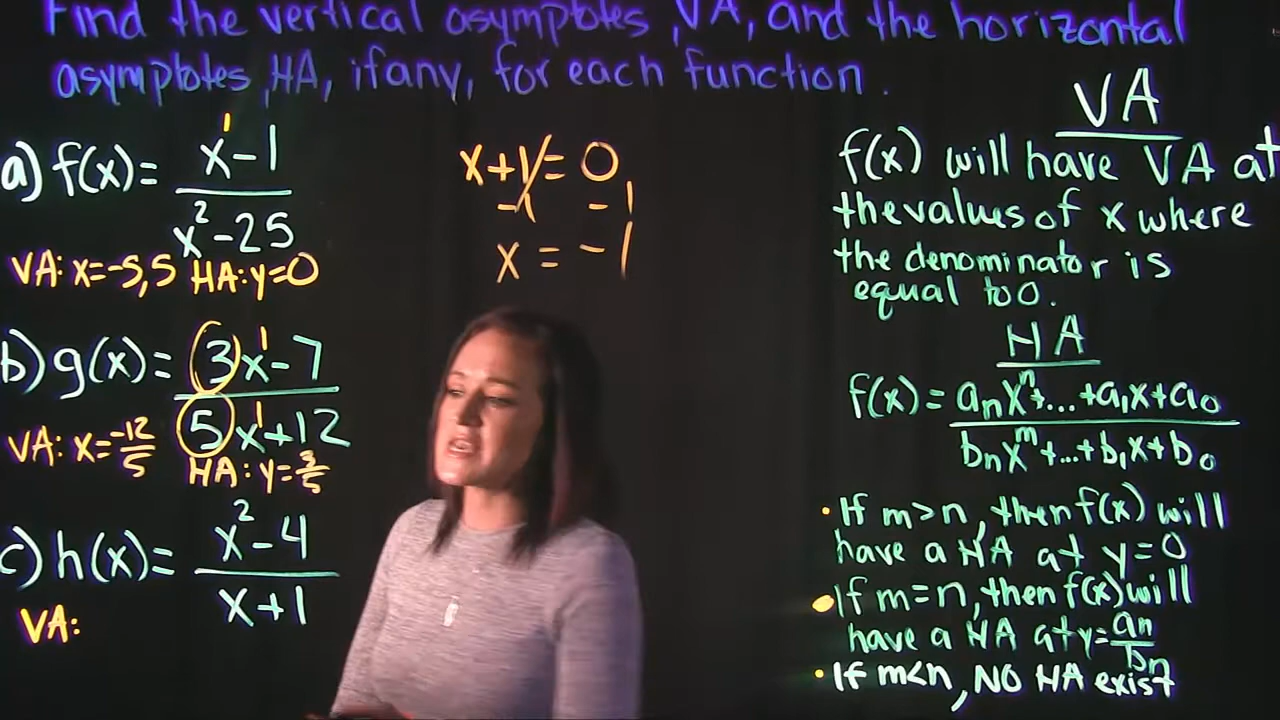 Find the vertical asymptotes, VA, and the horizontal
asymptotes, HA, if any, for each function.
a) f(x) = x¹-1 / x²-25
VA: x=-5,5 HA: y=0
b) g(x) = 3x¹-7 / 5x¹+12
VA: x=-12/5 HA: y=3/5
c) h(x) = x²-4 / x+1
VA:
x+1 = 0
-1 -1
x = -1
VA
f(x) will have VA at
the values of x where
the denominator is
equal to 0.
HA
f(x) = aₙxⁿ+...+a₁x+a₀ / bₙxᵐ+...+b₁x+b₀
• If m>n, then f(x) will
have a HA at y=0
• If m=n, then f(x) will
have a HA at y=aₙ/bₙ
• If m<n, NO HA exist